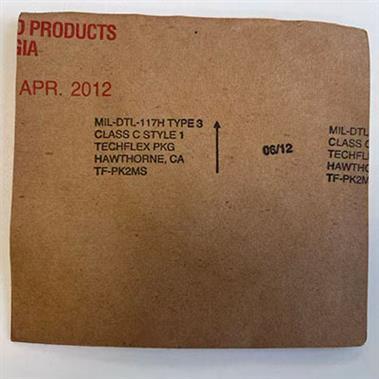 D PRODUCTS
GIA
APR. 2012
MIL-DTL-117H TYPE 3
CLASS C STYLE 1
TECHFLEX PKG
HAWTHORNE, CA
TF-PK2MS
06/12
MIL-DTL
CLASS C
TECHFL
HAWTH
TF-PK2M